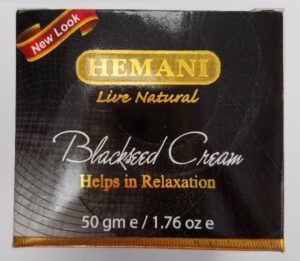 New Look
HEMANI
Live Natural
Blackseed Cream
Helps in Relaxation
50 gm e / 1.76 oz e